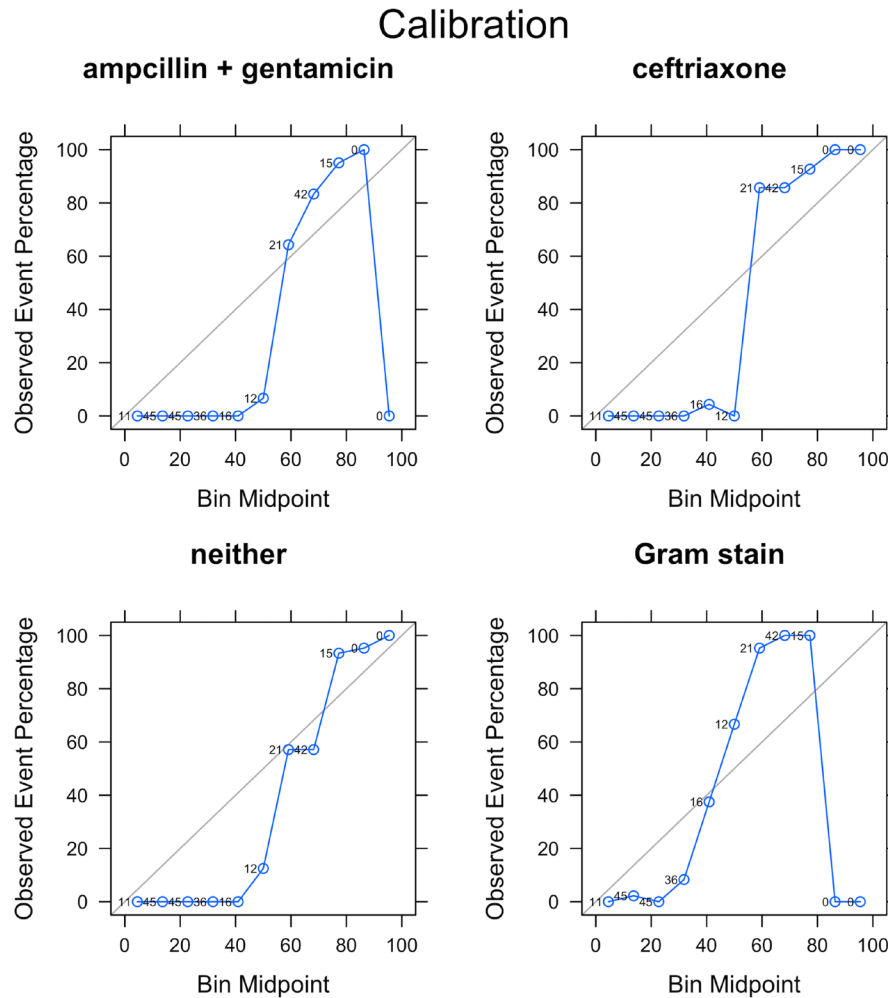 Calibration
ampcillin + gentamicin
Observed Event Percentage
100
80
60
40
20
0
11 45 45 36 16 12 21 42 15 0 0
0 20 40 60 80 100
Bin Midpoint
ceftriaxone
Observed Event Percentage
100
80
60
40
20
0
11 45 45 36 16 12 21 42 15 0 0
0 20 40 60 80 100
Bin Midpoint
neither
Observed Event Percentage
100
80
60
40
20
0
11 45 45 36 16 12 21 42 15 0 0
0 20 40 60 80 100
Bin Midpoint
Gram stain
Observed Event Percentage
100
80
60
40
20
0
11 45 45 36 16 12 21 42 15 0 0
0 20 40 60 80 100
Bin Midpoint